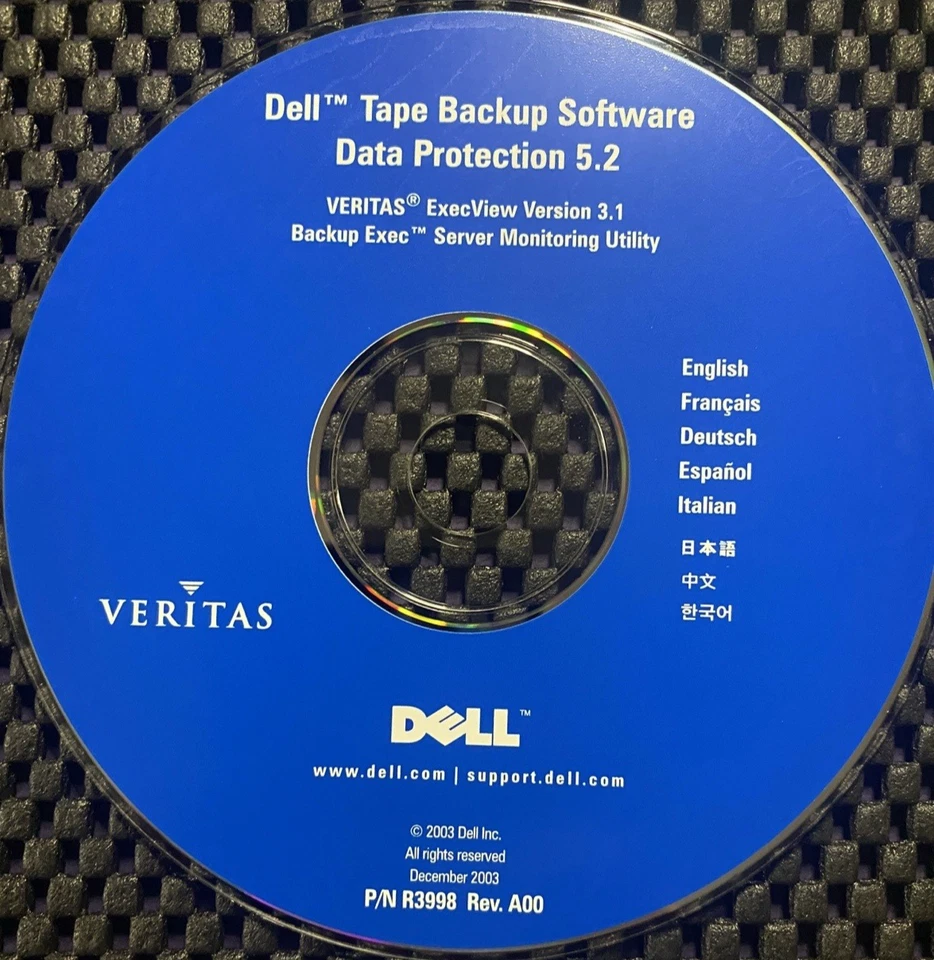 Dell™ Tape Backup Software
Data Protection 5.2
VERITAS® ExecView Version 3.1
Backup Exec™ Server Monitoring Utility
English
Français
Deutsch
Español
Italian
日本語
中文
한국어
VERITAS
DELL™
www.dell.com | support.dell.com
© 2003 Dell Inc.
All rights reserved
December 2003
P/N R3998 Rev. A00